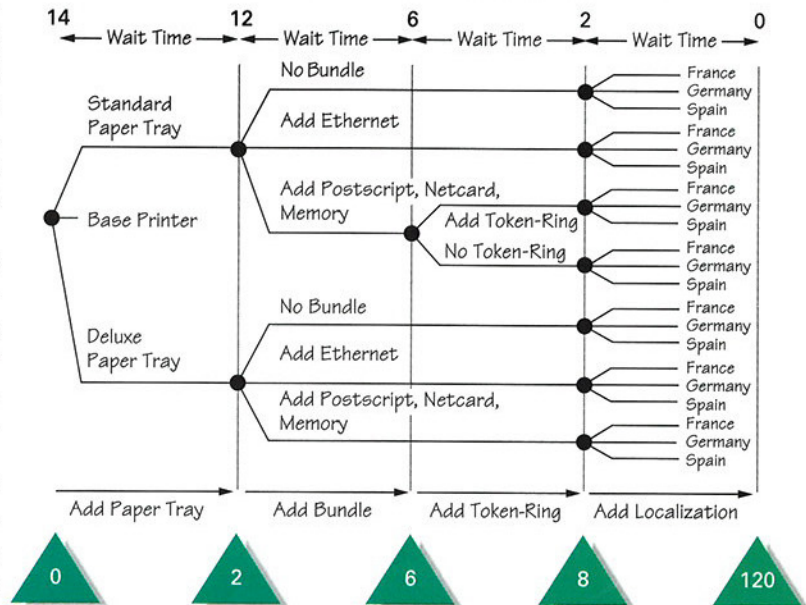 14 12 6 2 0
Wait Time Wait Time Wait Time Wait Time
No Bundle
Standard
Paper Tray
Add Ethernet
Add Postscript, Netcard,
Memory
Add Token-Ring
No Token-Ring
Base Printer
Deluxe
Paper Tray
No Bundle
Add Ethernet
Add Postscript, Netcard,
Memory
France
Germany
Spain
France
Germany
Spain
France
Germany
Spain
France
Germany
Spain
France
Germany
Spain
France
Germany
Spain
France
Germany
Spain
Add Paper Tray Add Bundle Add Token-Ring Add Localization
0 2 6 8 120